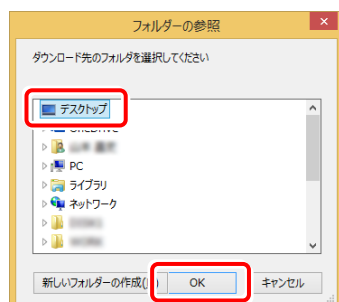 フォルダーの参照
ダウンロード先のフォルダを選択してください
デスクトップ
OneDrive
PC
ライブラリ
ネットワーク
新しいフォルダーの作成(
)
OK
キャンセル